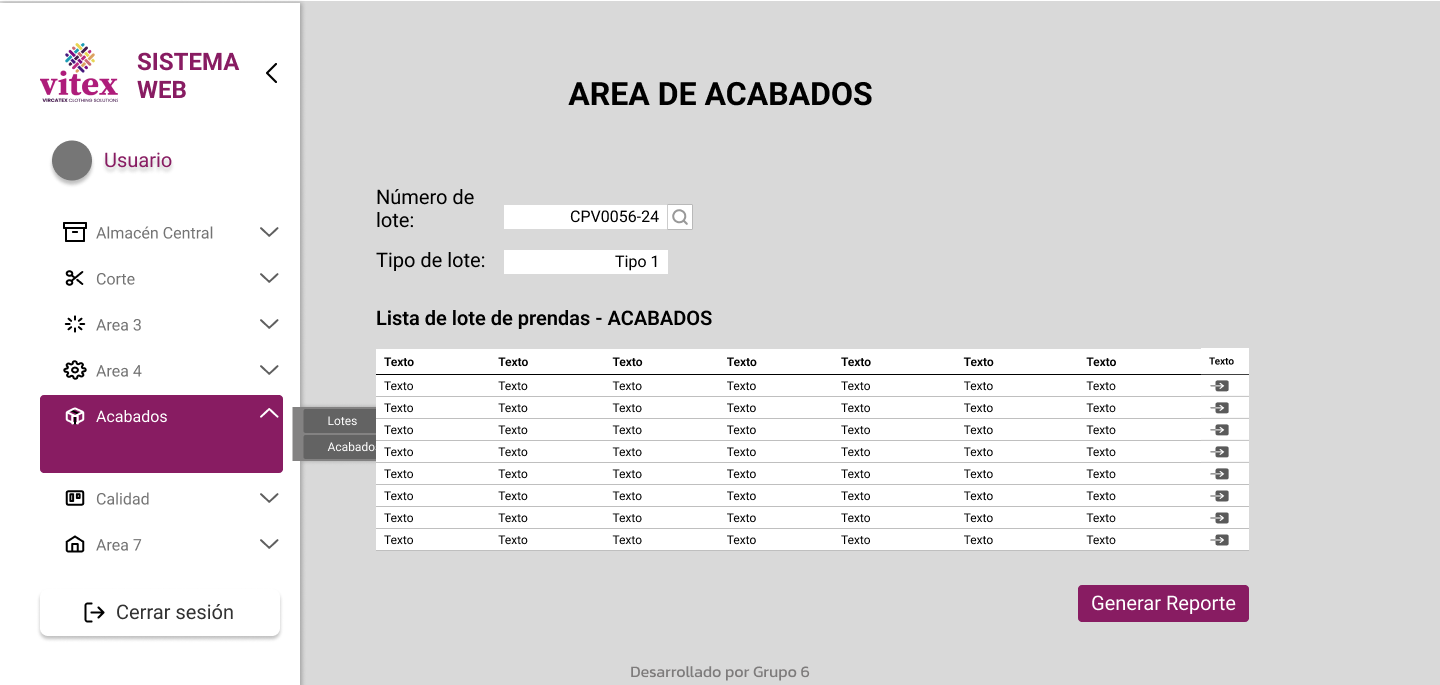 SISTEMA
WEB
vitex
VIRCATEX CLOTHING SOLUTIONS
Usuario
Almacén Central
Corte
Area 3
Area 4
Acabados
Lotes
Acabado
Calidad
Area 7
Cerrar sesión
AREA DE ACABADOS
Número de
lote:
CPV0056-24
Tipo de lote:
Tipo 1
Lista de lote de prendas - ACABADOS
Texto Texto Texto Texto Texto Texto Texto Texto
Texto Texto Texto Texto Texto Texto Texto
Texto Texto Texto Texto Texto Texto Texto
Texto Texto Texto Texto Texto Texto Texto
Texto Texto Texto Texto Texto Texto Texto
Texto Texto Texto Texto Texto Texto Texto
Texto Texto Texto Texto Texto Texto Texto
Texto Texto Texto Texto Texto Texto Texto
Texto Texto Texto Texto Texto Texto Texto
Generar Reporte
Desarrollado por Grupo 6